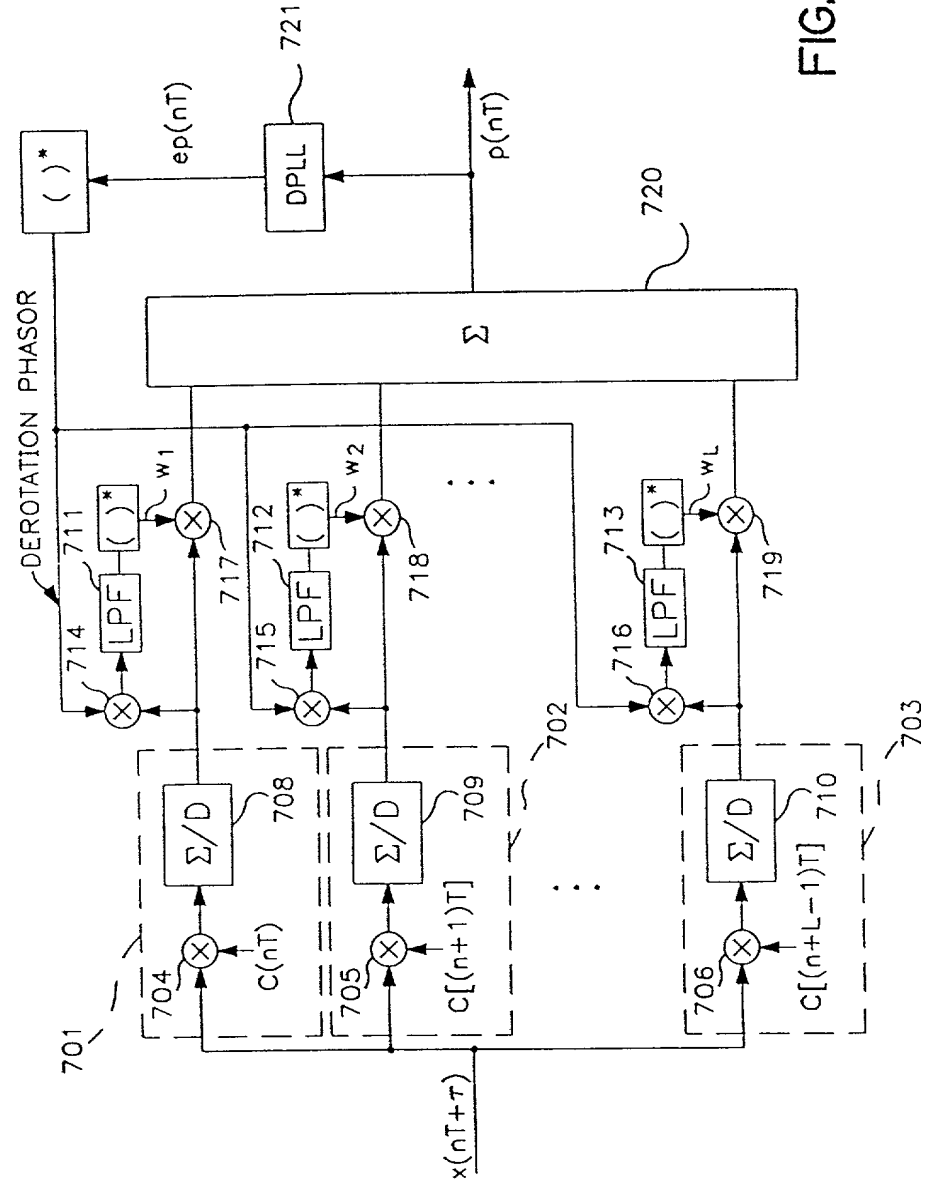 721
ep(nT)
( )*
DPLL
p(nT)
FIG.
720
DEROTATION PHASOR
Σ
714
711
LPF
( )*
w1
717
715
712
LPF
( )*
w2
718
. . .
716
713
LPF
( )*
wL
719
701
704
Σ/D
708
C(nT)
702
705
Σ/D
709
C[(n+1)T]
. . .
703
706
Σ/D
710
C[(n+L-1)T]
x(nT+τ)